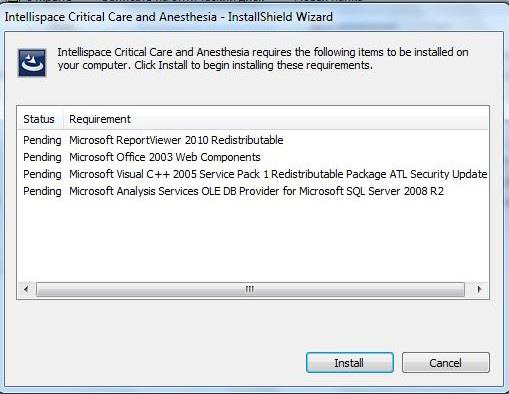 Intellispace Critical Care and Anesthesia - InstallShield Wizard
Intellispace Critical Care and Anesthesia requires the following items to be installed on
your computer. Click Install to begin installing these requirements.
Status Requirement
Pending Microsoft ReportViewer 2010 Redistributable
Pending Microsoft Office 2003 Web Components
Pending Microsoft Visual C++ 2005 Service Pack 1 Redistributable Package ATL Security Update
Pending Microsoft Analysis Services OLE DB Provider for Microsoft SQL Server 2008 R2
Install Cancel